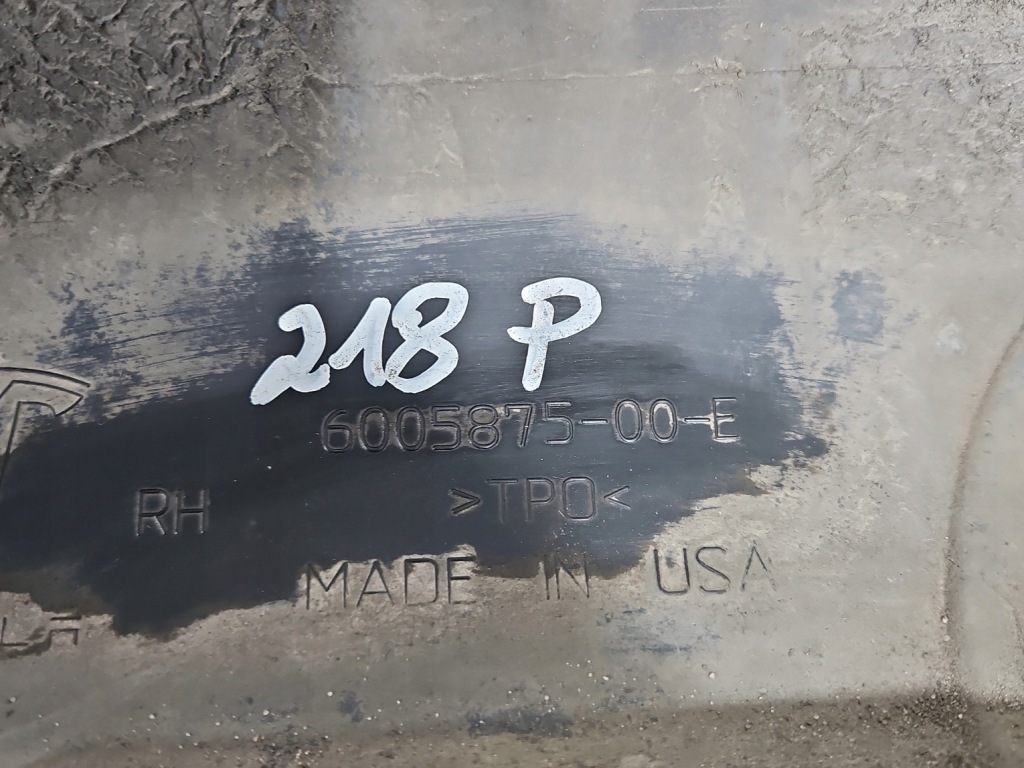 218 P
6005875-00-E
RH >TPO<
MADE IN USA